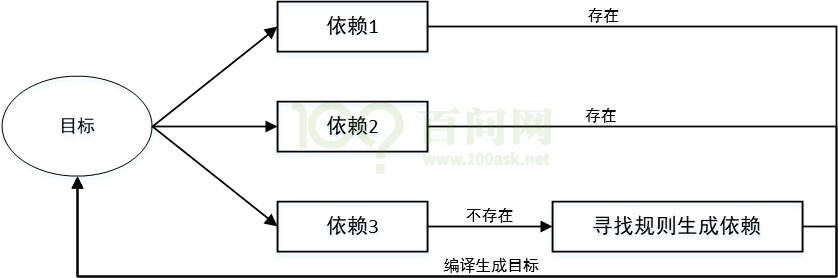 存在
依赖1
目标
依赖2
存在
100?
百问网
www.100ask.net
依赖3
不存在
寻找规则生成依赖
编译生成目标